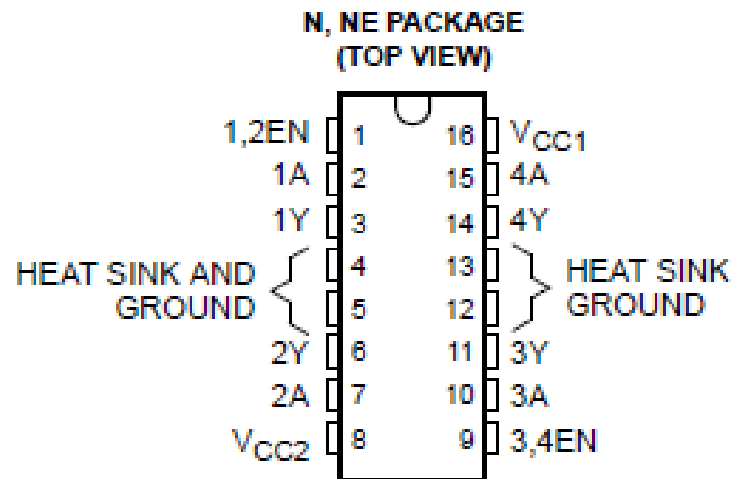 N, NE PACKAGE
(TOP VIEW)
1,2EN 1 16 VCC1
1A 2 15 4A
1Y 3 14 4Y
HEAT SINK AND 4 13 HEAT SINK
GROUND 5 12 GROUND
2Y 6 11 3Y
2A 7 10 3A
VCC2 8 9 3,4EN